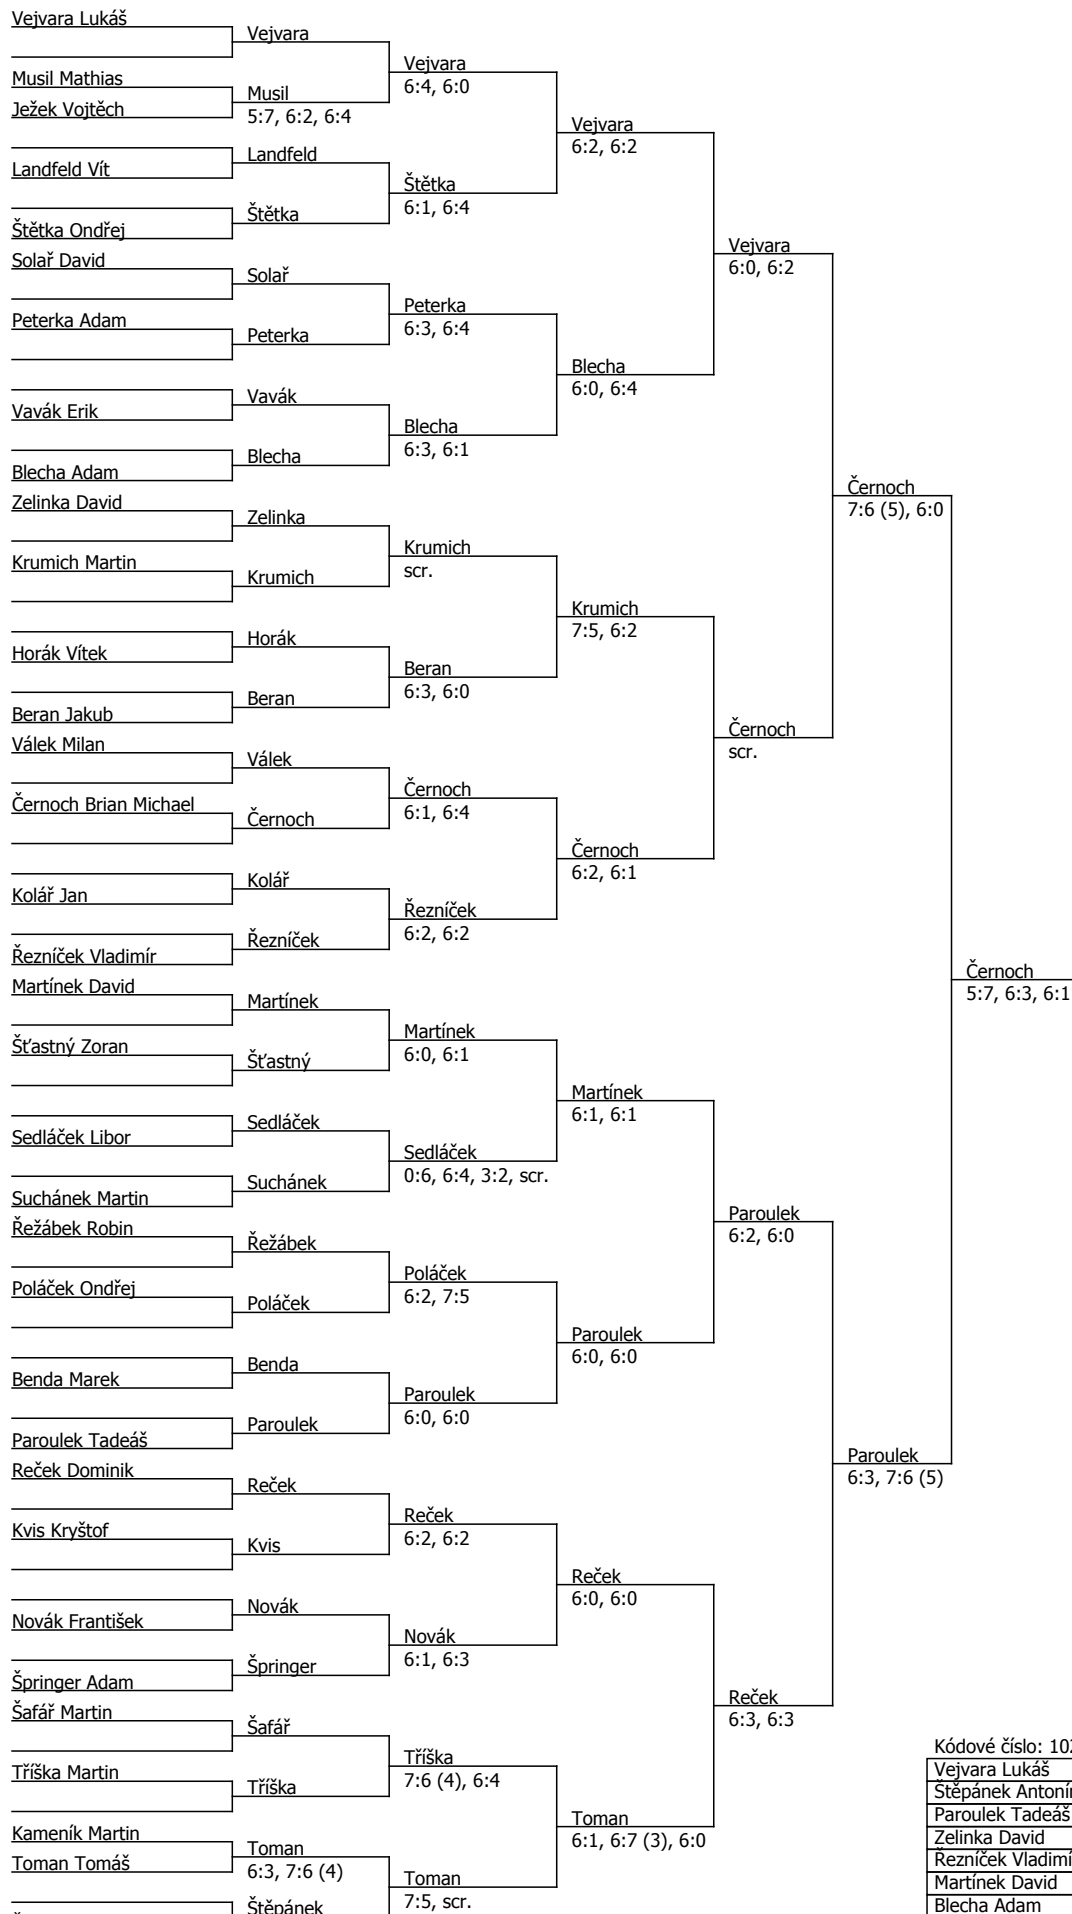 Vejvara Lukáš
Musil Mathias
Ježek Vojtěch
Landfeld Vít
Štětka Ondřej
Solař David
Peterka Adam
Vavák Erik
Blecha Adam
Zelinka David
Krumich Martin
Horák Vítek
Beran Jakub
Válek Milan
Černoch Brian Michael
Kolář Jan
Řezníček Vladimír
Martínek David
Šťastný Zoran
Sedláček Libor
Suchánek Martin
Řežábek Robin
Poláček Ondřej
Benda Marek
Paroulek Tadeáš
Reček Dominik
Kvis Kryštof
Novák František
Špringer Adam
Šafář Martin
Tříška Martin
Kameník Martin
Toman Tomáš
Vejvara
Musil
5:7, 6:2, 6:4
Landfeld
Štětka
Solař
Peterka
Vavák
Blecha
Zelinka
Krumich
Horák
Beran
Válek
Černoch
Kolář
Řezníček
Martínek
Šťastný
Sedláček
Suchánek
Řežábek
Poláček
Benda
Paroulek
Reček
Kvis
Novák
Špringer
Šafář
Tříška
Toman
6:3, 7:6 (4)
Štěpánek
Vejvara
6:4, 6:0
Štětka
6:1, 6:4
Peterka
6:3, 6:4
Blecha
6:3, 6:1
Krumich
scr.
Beran
6:3, 6:0
Černoch
6:1, 6:4
Řezníček
6:2, 6:2
Martínek
6:0, 6:1
Sedláček
0:6, 6:4, 3:2, scr.
Poláček
6:2, 7:5
Paroulek
6:0, 6:0
Reček
6:2, 6:2
Novák
6:1, 6:3
Tříška
7:6 (4), 6:4
Toman
7:5, scr.
Vejvara
6:2, 6:2
Blecha
6:0, 6:4
Krumich
7:5, 6:2
Černoch
6:2, 6:1
Martínek
6:1, 6:1
Paroulek
6:0, 6:0
Reček
6:0, 6:0
Toman
6:1, 6:7 (3), 6:0
Vejvara
6:0, 6:2
Černoch
scr.
Paroulek
6:2, 6:0
Reček
6:3, 6:3
Černoch
7:6 (5), 6:0
Paroulek
6:3, 7:6 (5)
Černoch
5:7, 6:3, 6:1
Kódové číslo: 102
Vejvara Lukáš
Štěpánek Antonín
Paroulek Tadeáš
Zelinka David
Řezníček Vladimí
Martínek David
Blecha Adam